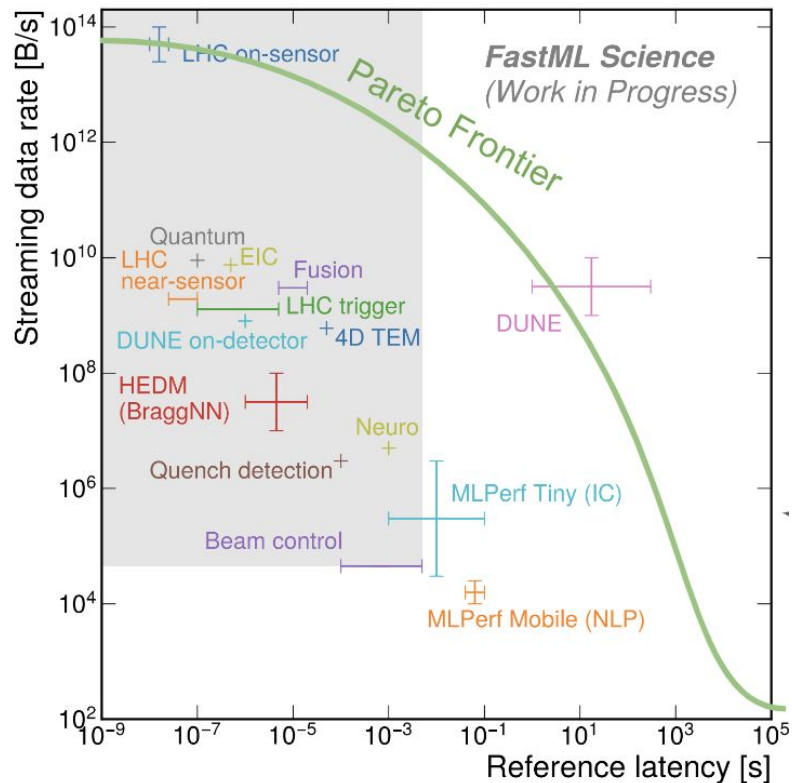 Streaming data rate [B/s]
10^14
10^12
10^10
10^8
10^6
10^4
10^2
LHC on-sensor
FastML Science
(Work in Progress)
Pareto Frontier
Quantum
EIC
LHC
near-sensor
Fusion
LHC trigger
DUNE
DUNE on-detector
4D TEM
HEDM
(BraggNN)
Neuro
Quench detection
MLPerf Tiny (IC)
Beam control
MLPerf Mobile (NLP)
10^-9
10^-7
10^-5
10^-3
10^-1
10^1
10^3
10^5
Reference latency [s]